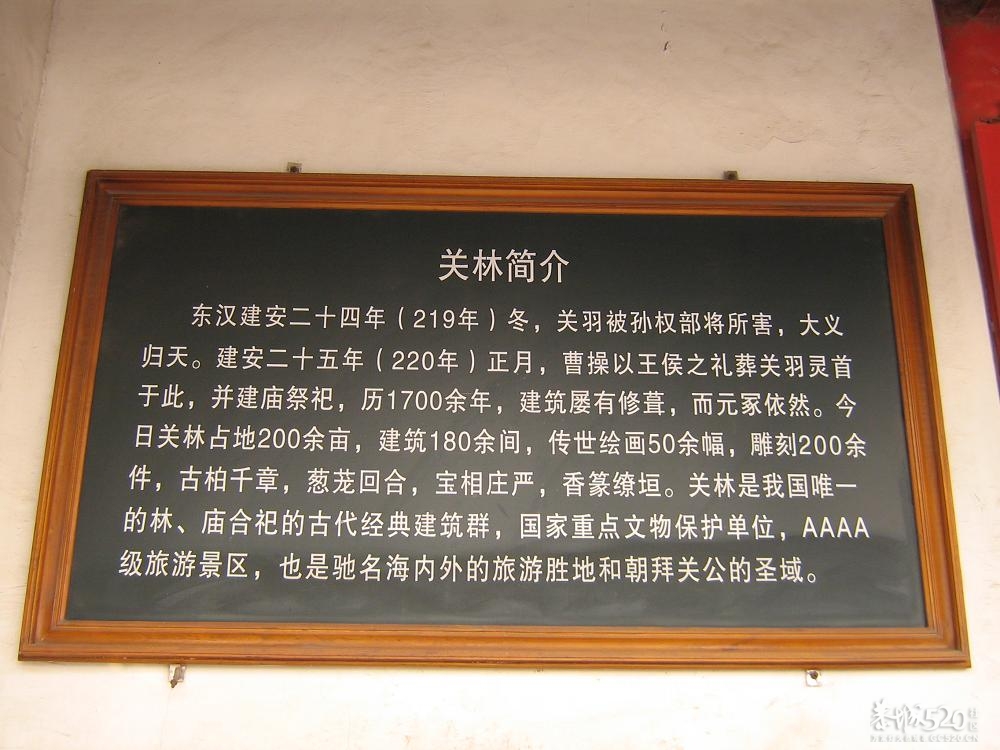 关林简介
东汉建安二十四年（219年）冬，关羽被孙权部将所害，大义
归天。建安二十五年（220年）正月，曹操以王侯之礼葬关羽灵首
于此，并建庙祭祀，历1700余年，建筑屡有修葺，而元冢依然。今
日关林占地200余亩，建筑180余间，传世绘画50余幅，雕刻200余
件，古柏千章，葱茏回合，宝相庄严，香篆缭垣。关林是我国唯一
的林、庙合祀的古代经典建筑群，国家重点文物保护单位，AAAA
级旅游景区，也是驰名海内外的旅游胜地和朝拜关公的圣域。
520
社区